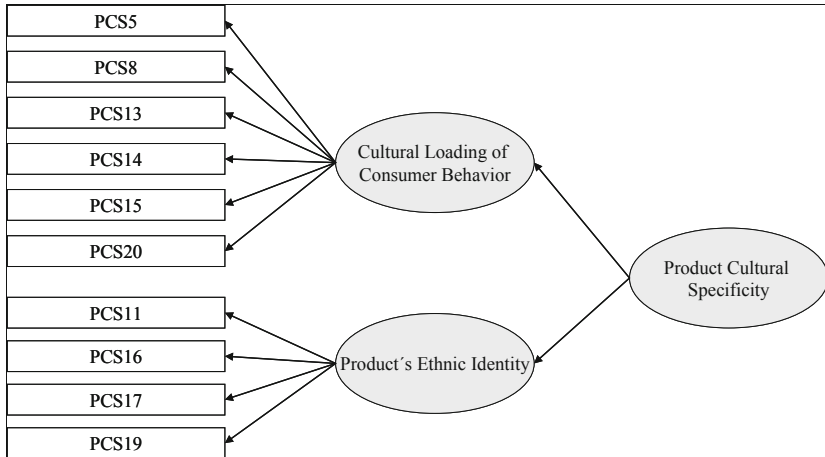 PCS5
PCS8
PCS13
PCS14
PCS15
PCS20
PCS11
PCS16
PCS17
PCS19
Cultural Loading of
Consumer Behavior
Product´s Ethnic Identity
Product Cultural
Specificity